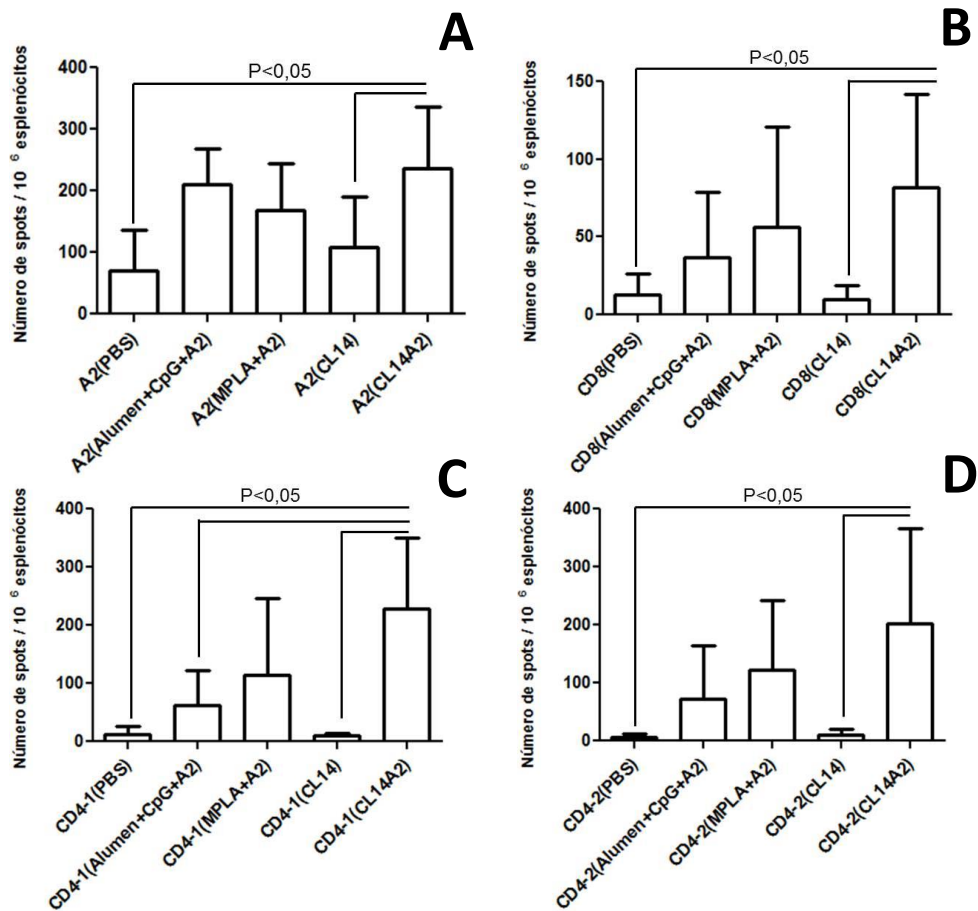 A
P<0,05
Número de spots / 10 6 esplenócitos
400
300
200
100
0
A2(PBS)
A2(Alumen+CpG+A2)
A2(MPLA+A2)
A2(CL14)
A2(CL14A2)
B
P<0,05
Número de spots / 10 6 esplenócitos
150
100
50
0
CD8(PBS)
CD8(Alumen+CpG+A2)
CD8(MPLA+A2)
CD8(CL14)
CD8(CL14A2)
C
P<0,05
Número de spots / 10 6 esplenócitos
400
300
200
100
0
CD4-1(PBS)
CD4-1(Alumen+CpG+A2)
CD4-1(MPLA+A2)
CD4-1(CL14)
CD4-1(CL14A2)
D
P<0,05
Número de spots / 10 6 esplenócitos
400
300
200
100
0
CD4-2(PBS)
CD4-2(Alumen+CpG+A2)
CD4-2(MPLA+A2)
CD4-2(CL14)
CD4-2(CL14A2)